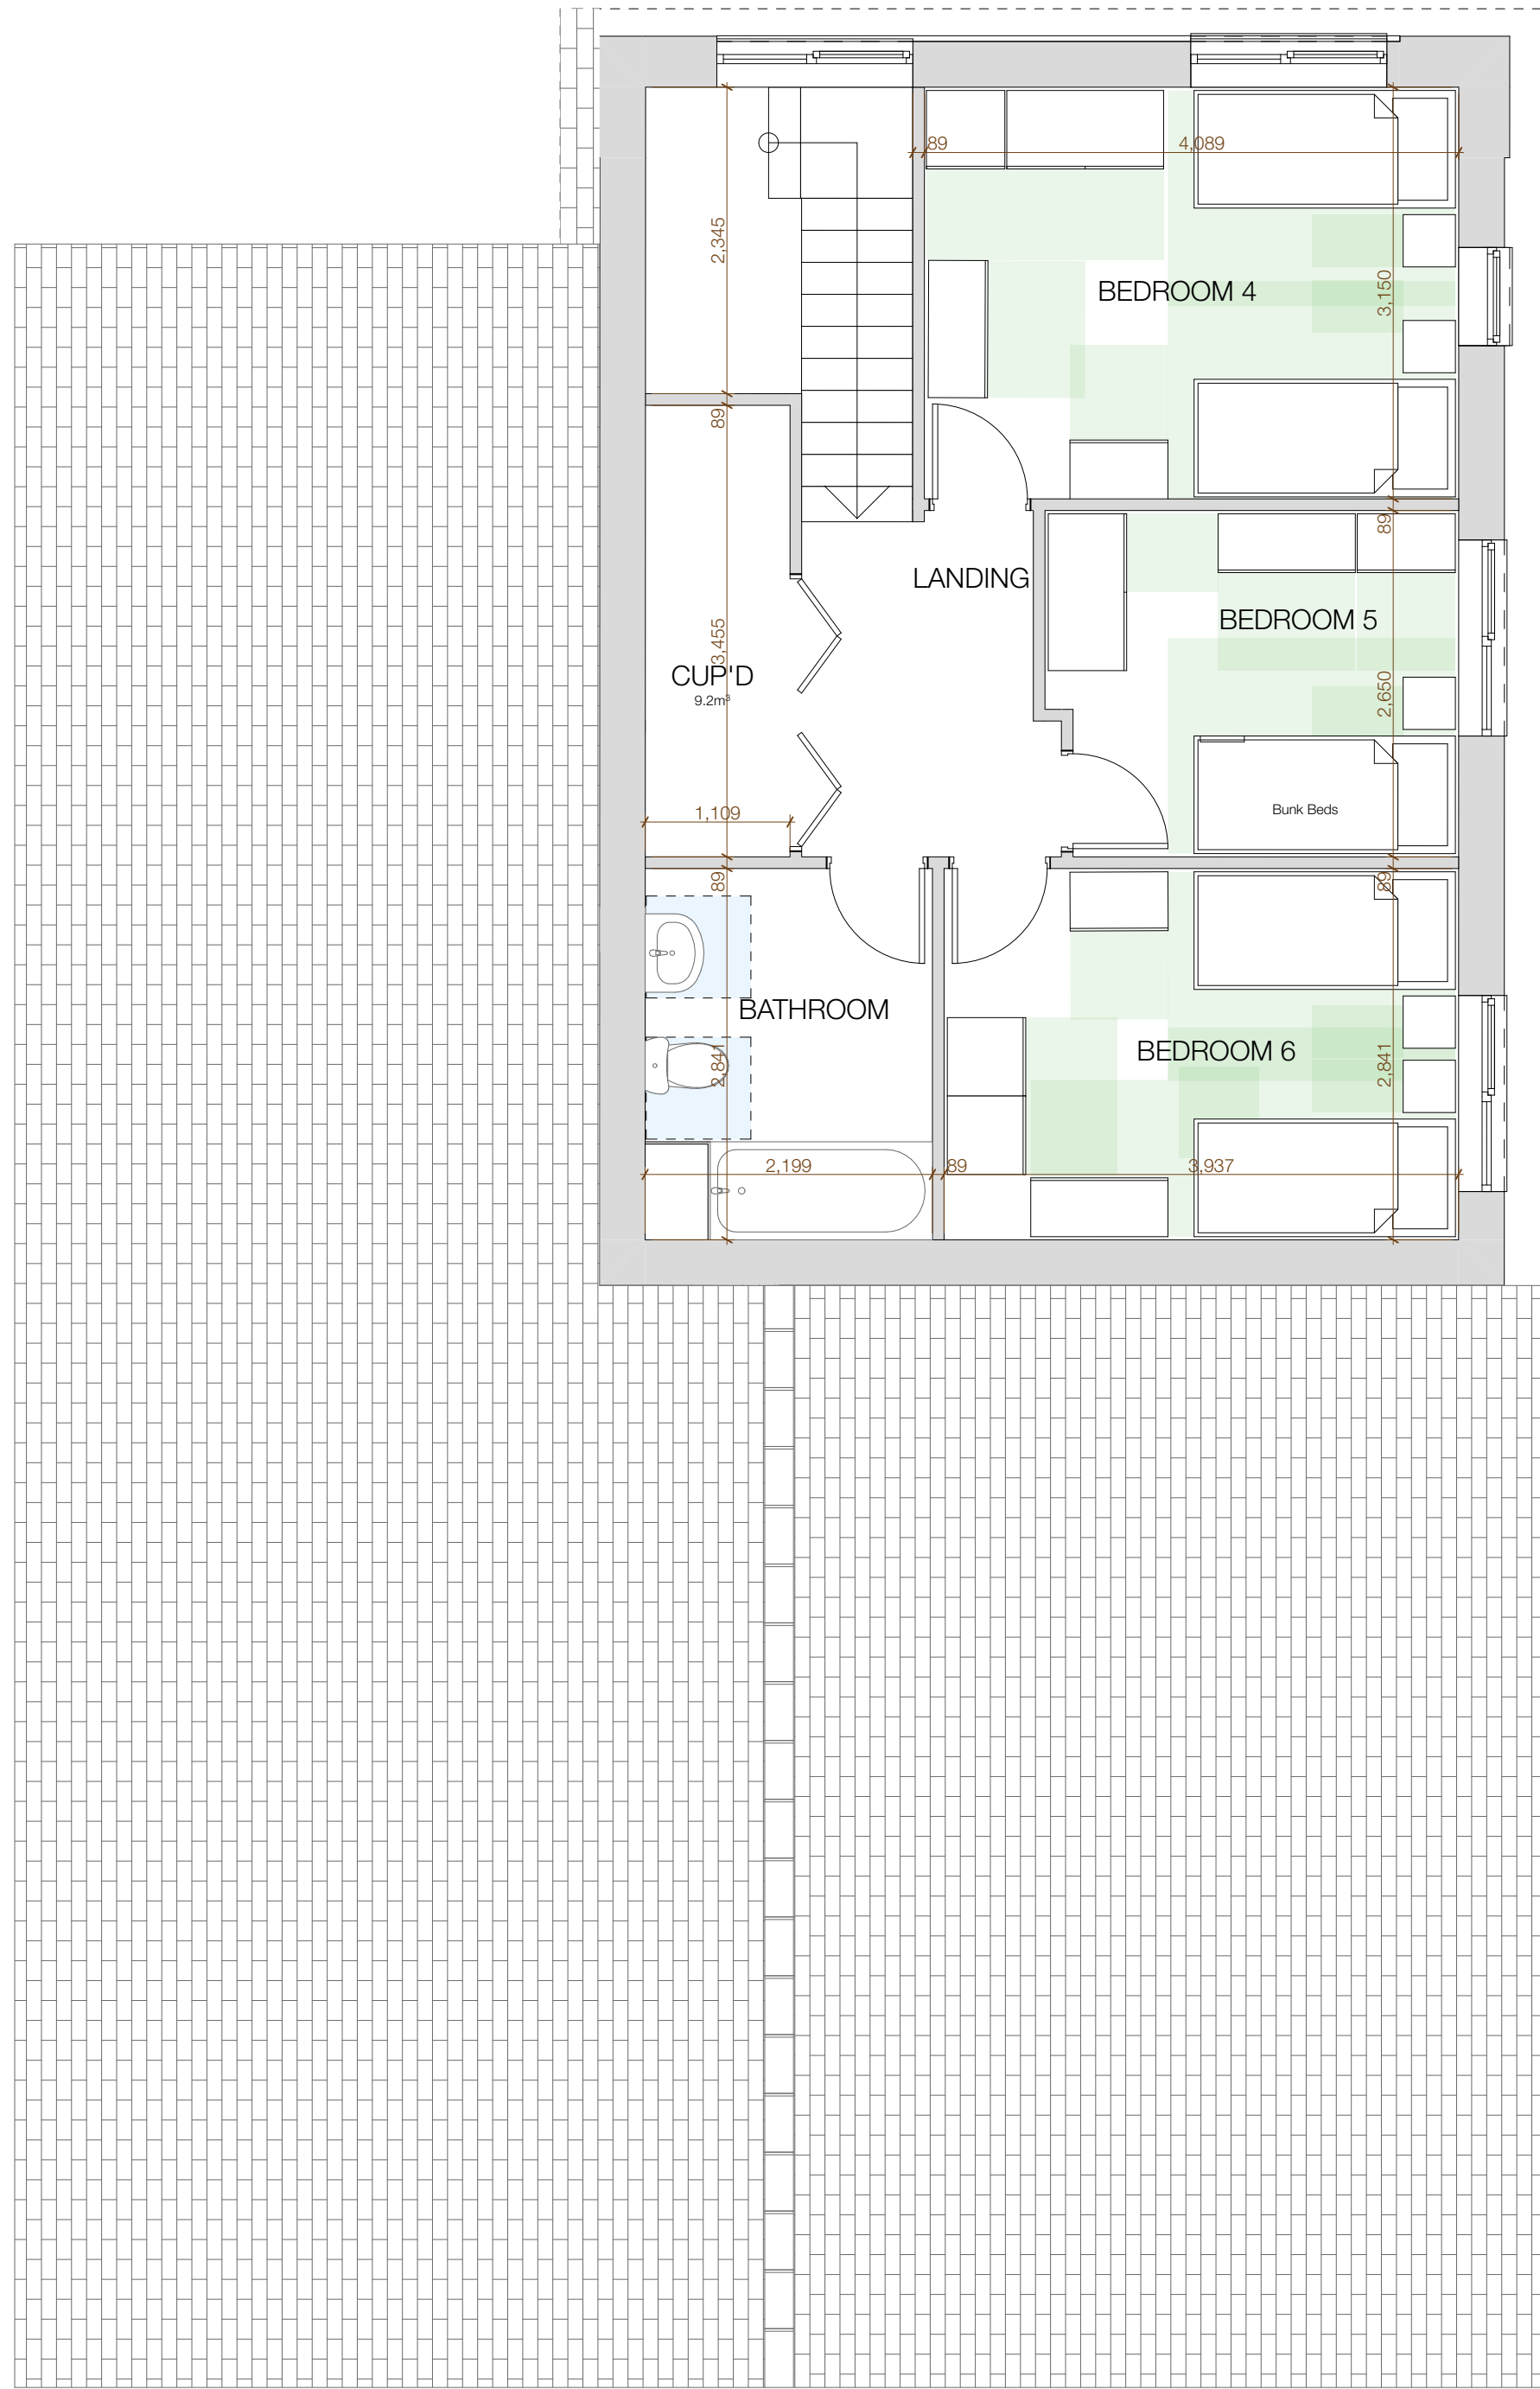 89
4,089
2,345
BEDROOM 4
3,150
89
89
LANDING
BEDROOM 5
3,455
CUP'D
9.2m³
2,650
1,109
Bunk Beds
89
89
BATHROOM
BEDROOM 6
2,841
2,841
2,199
89
3,937